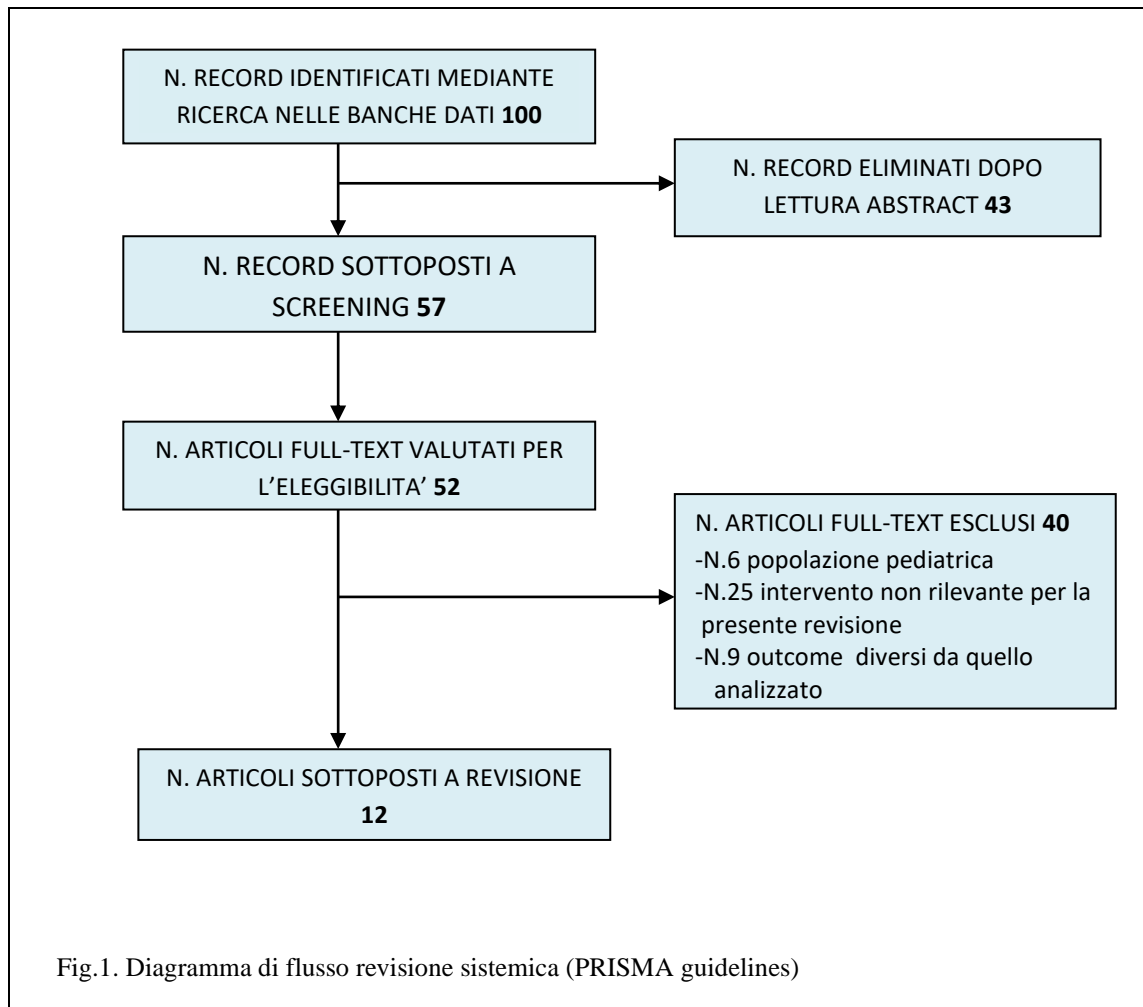 N. RECORD IDENTIFICATI MEDIANTE
RICERCA NELLE BANCHE DATI 100
N. RECORD ELIMINATI DOPO
LETTURA ABSTRACT 43
N. RECORD SOTTOPOSTI A
SCREENING 57
N. ARTICOLI FULL-TEXT VALUTATI PER
L'ELEGGIBILITA' 52
N. ARTICOLI FULL-TEXT ESCLUSI 40
-N.6 popolazione pediatrica
-N.25 intervento non rilevante per la
presente revisione
-N.9 outcome diversi da quello
analizzato
N. ARTICOLI SOTTOPOSTI A REVISIONE
12
Fig.1. Diagramma di flusso revisione sistemica (PRISMA guidelines)